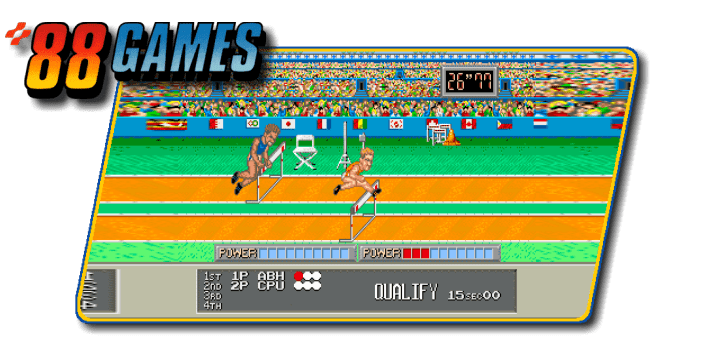 '88 GAMES
26"77
POWER POWER
1ST 1P ABH
2ND 2P CPU
3RD
4TH
QUALIFY 15SEC00